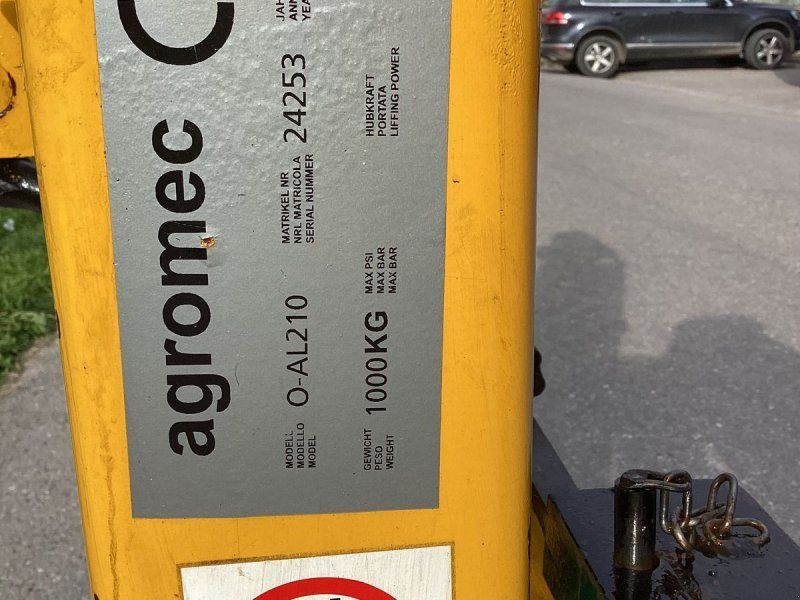 agromec
MODELL
MODELLO
MODEL
O-AL210
MATRIKEL NR
NRL MATRICOLA
SERIAL NUMMER
24253
GEWICHT
PESO
WEIGHT
1000KG
MAX PSI
MAX BAR
MAX BAR
HUBKRAFT
PORTATA
LIFFING POWER